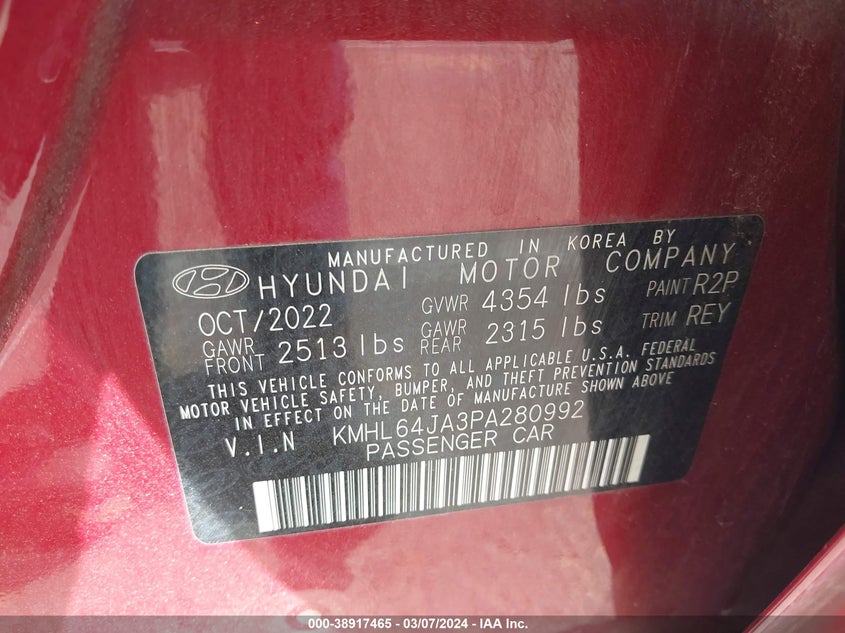 MANUFACTURED IN KOREA BY
HYUNDAI MOTOR COMPANY
OCT/2022 GVWR 4354 lbs PAINT R2P
GAWR FRONT 2513 lbs GAWR REAR 2315 lbs TRIM REY
THIS VEHICLE CONFORMS TO ALL APPLICABLE U.S.A. FEDERAL
MOTOR VEHICLE SAFETY, BUMPER, AND THEFT PREVENTION STANDARDS
IN EFFECT ON THE DATE OF MANUFACTURE SHOWN ABOVE
V.I.N KMHL64JA3PA280992
PASSENGER CAR
000-38917465 - 03/07/2024 - IAA Inc.